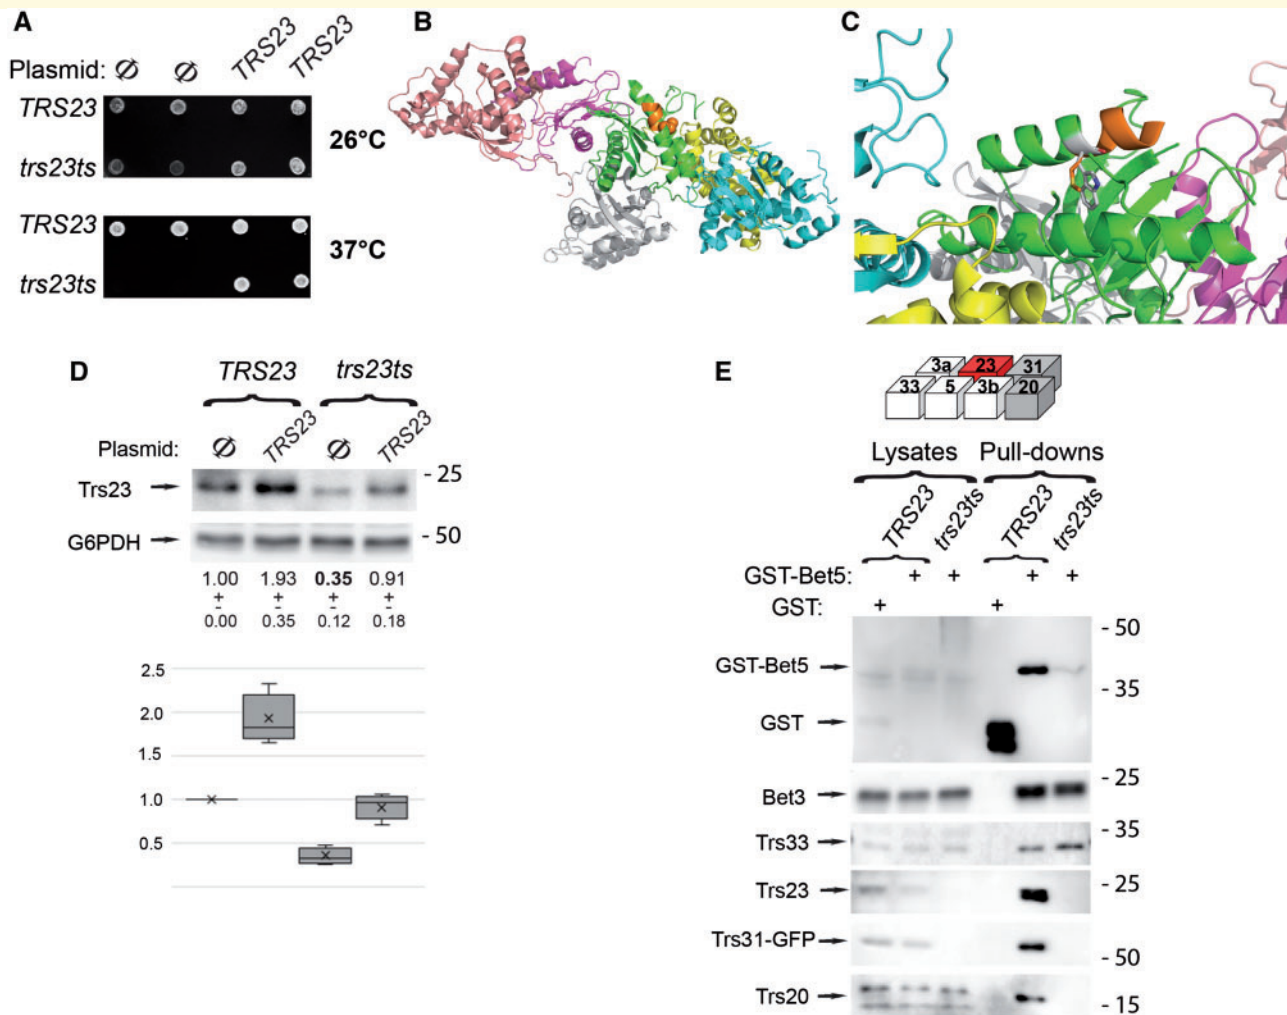 A
Plasmid: Ø Ø TRS23 TRS23
TRS23
trs23ts
26°C
TRS23
trs23ts
37°C
B
C
D
TRS23 trs23ts
Plasmid: Ø TRS23 Ø TRS23
Trs23 - 25
G6PDH - 50
1.00 1.93 0.35 0.91
+ + + +
- - - -
0.00 0.35 0.12 0.18
2.5
2.0
1.5
1.0
0.5
E
3a 23 31
33 5 3b 20
Lysates Pull-downs
TRS23 trs23ts TRS23 trs23ts
GST-Bet5: + + + +
GST: + +
- 50
GST-Bet5
- 35
GST
- 25
Bet3
- 35
Trs33
Trs23 - 25
Trs31-GFP
- 50
Trs20
- 15